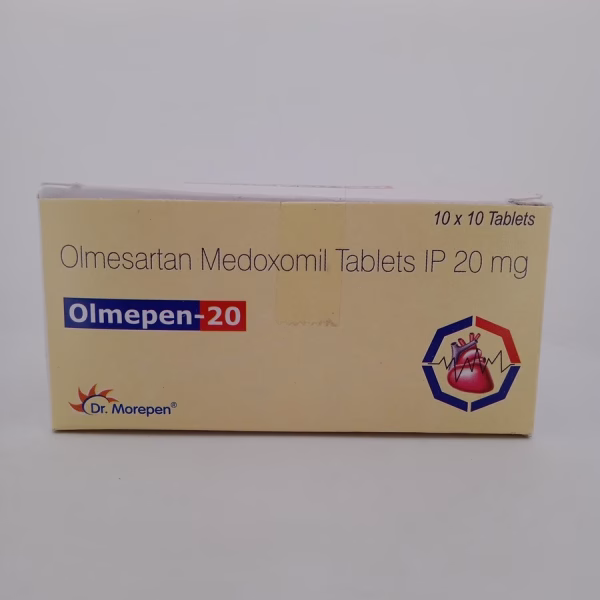 10 x 10 Tablets
Olmesartan Medoxomil Tablets IP 20 mg
Olmepen-20
Dr. Morepen®